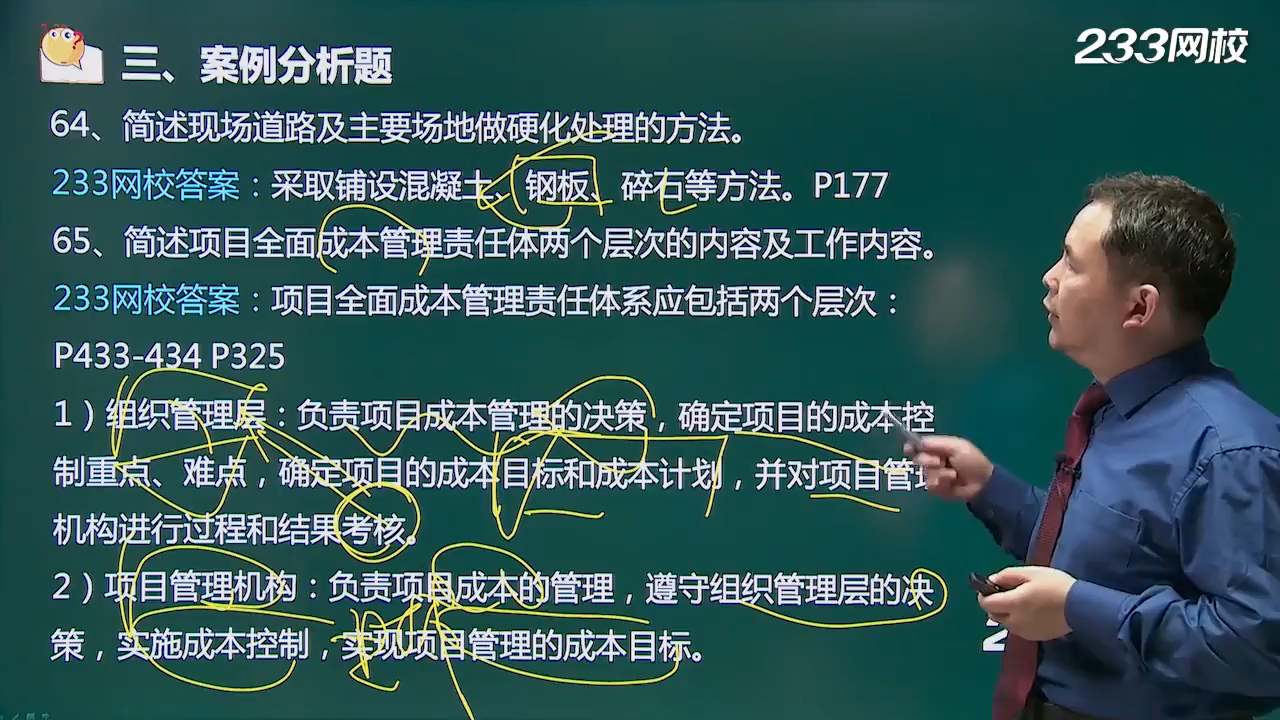 233网校
三、案例分析题
64、简述现场道路及主要场地做硬化处理的方法。
233网校答案：采取铺设混凝土、钢板、碎石等方法。P177
65、简述项目全面成本管理责任体两个层次的内容及工作内容。
233网校答案：项目全面成本管理责任体系应包括两个层次：
P433-434 P325
1）组织管理层：负责项目成本管理的决策，确定项目的成本控
制重点、难点，确定项目的成本目标和成本计划，并对项目管理
机构进行过程和结果考核。
2）项目管理机构：负责项目成本的管理，遵守组织管理层的决
策，实施成本控制，实现项目管理的成本目标。